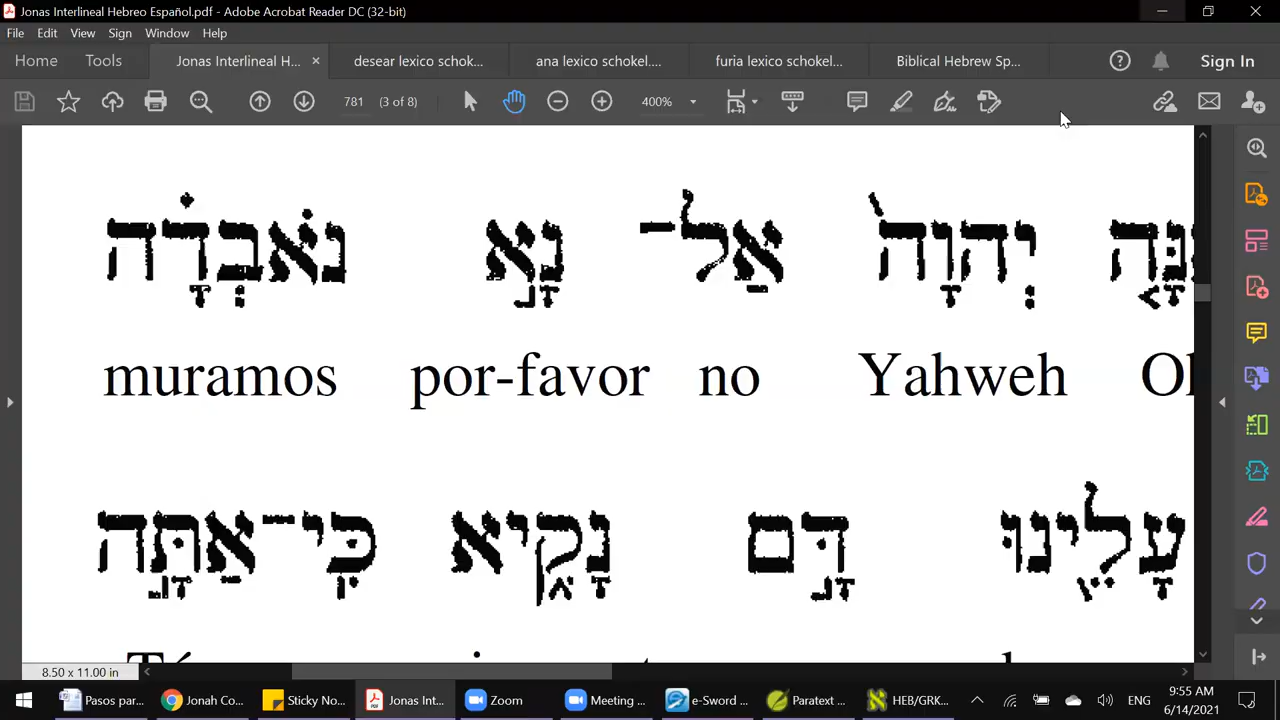 Jonas Interlineal Hebreo Español.pdf - Adobe Acrobat Reader DC (32-bit)
File Edit View Sign Window Help
Home Tools Jonas Interlineal H... × desear lexico schok... ana lexico schokel.... furia lexico schokel... Biblical Hebrew Sp... Sign In
781 (3 of 8) 400%
יְהוָה֙ אַל־ נָ֣א נֹאבְדָ֗ה
muramos por-favor no Yahweh
עָלֵ֖ינוּ דָּ֣ם נָקִ֑יא כִּֽי־אַתָּ֣ה
8.50 x 11.00 in
Pasos par... Jonah Co... Sticky No... Jonas Int... Zoom Meeting ... e-Sword ... Paratext ... HEB/GRK... ENG 9:55 AM
6/14/2021